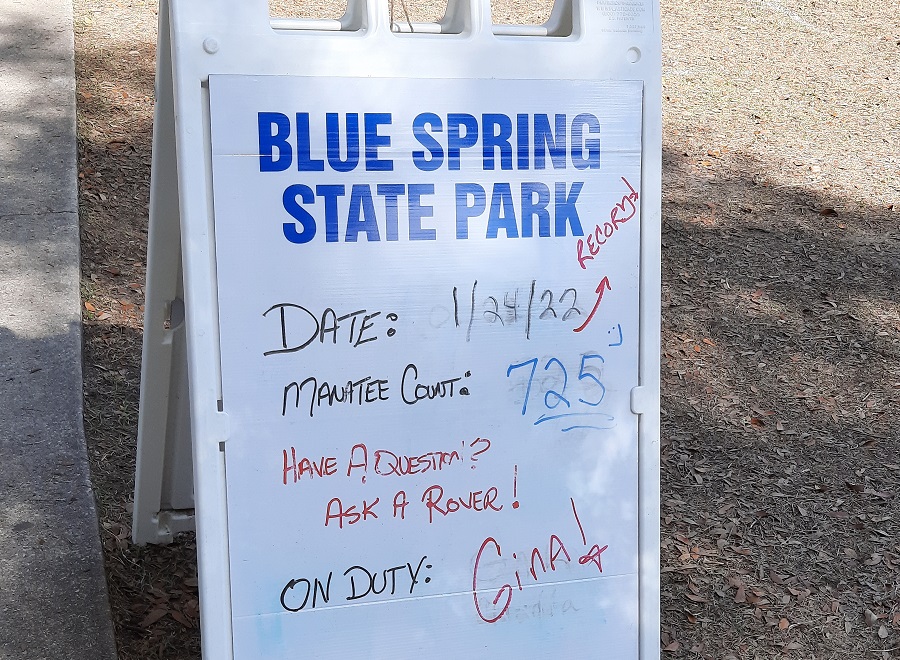 BLUE SPRING
STATE PARK
RECORD!
DATE: 1/24/22
MANATEE COUNT: 725
HAVE A QUESTION?
ASK A ROVER!
ON DUTY: Gina!